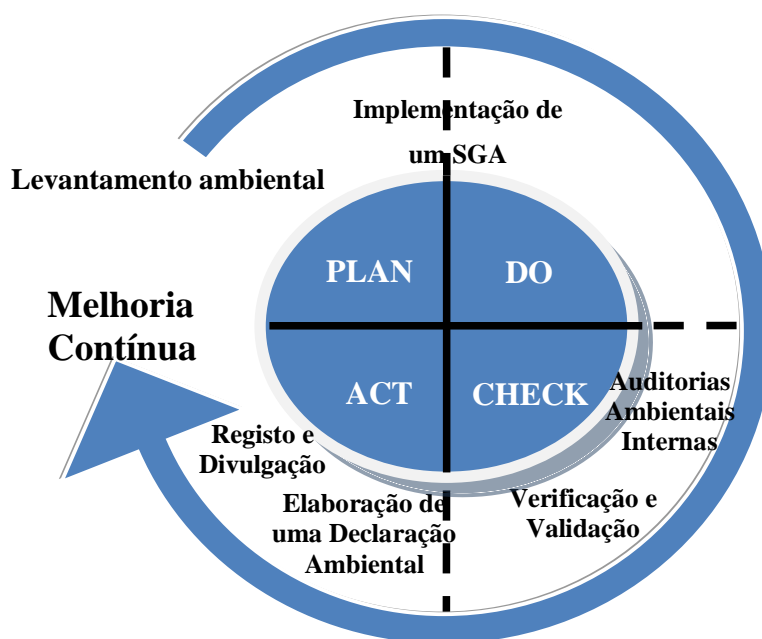 Implementação de
um SGA
Levantamento ambiental
PLAN
DO
Melhoria
Contínua
ACT
CHECK
Auditorias
Ambientais
Internas
Registo e
Divulgação
Elaboração de
uma Declaração
Ambiental
Verificação e
Validação